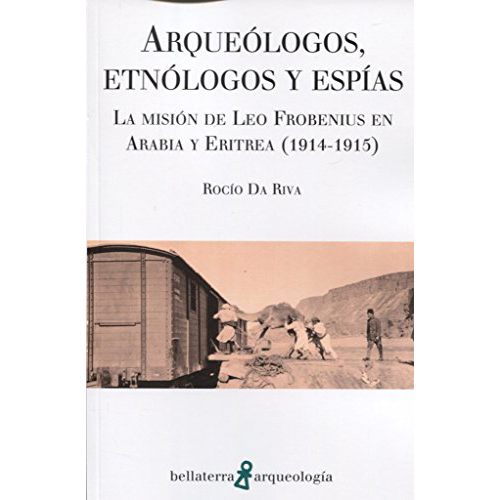 ARQUEÓLOGOS,
ETNÓLOGOS Y ESPÍAS
LA MISIÓN DE LEO FROBENIUS EN
ARABIA Y ERITREA (1914-1915)
ROCÍO DA RIVA
bellaterra arqueología